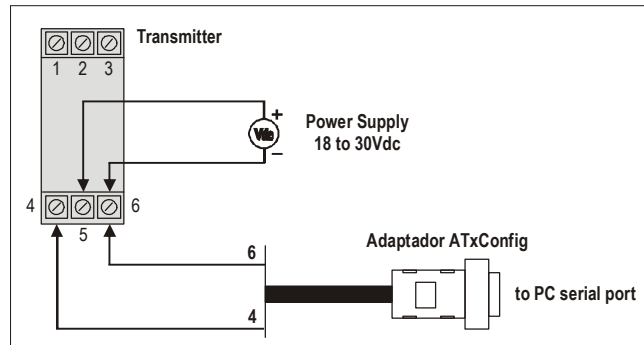 Transmitter
1 2 3
+
Vdc
−
Power Supply
18 to 30Vdc
4
5
6
6
4
Adaptador ATxConfig
to PC serial port